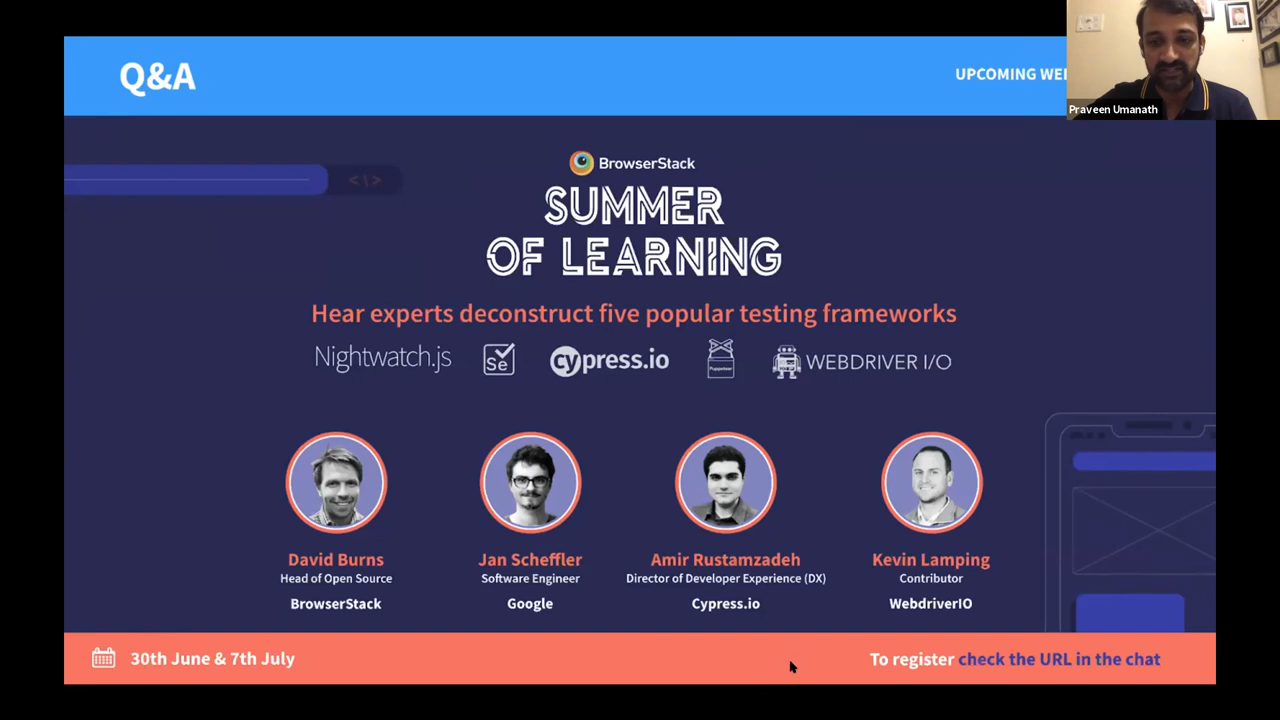 Q&A
UPCOMING
Praveen Umanath
BrowserStack
SUMMER
OF LEARNING
Hear experts deconstruct five popular testing frameworks
Nightwatch.js
Se
cypress.io
Puppeteer
WEBDRIVER I/O
David Burns
Head of Open Source
BrowserStack
Jan Scheffler
Software Engineer
Google
Amir Rustamzadeh
Director of Developer Experience (DX)
Cypress.io
Kevin Lamping
Contributor
WebdriverIO
30th June & 7th July
To register check the URL in the chat